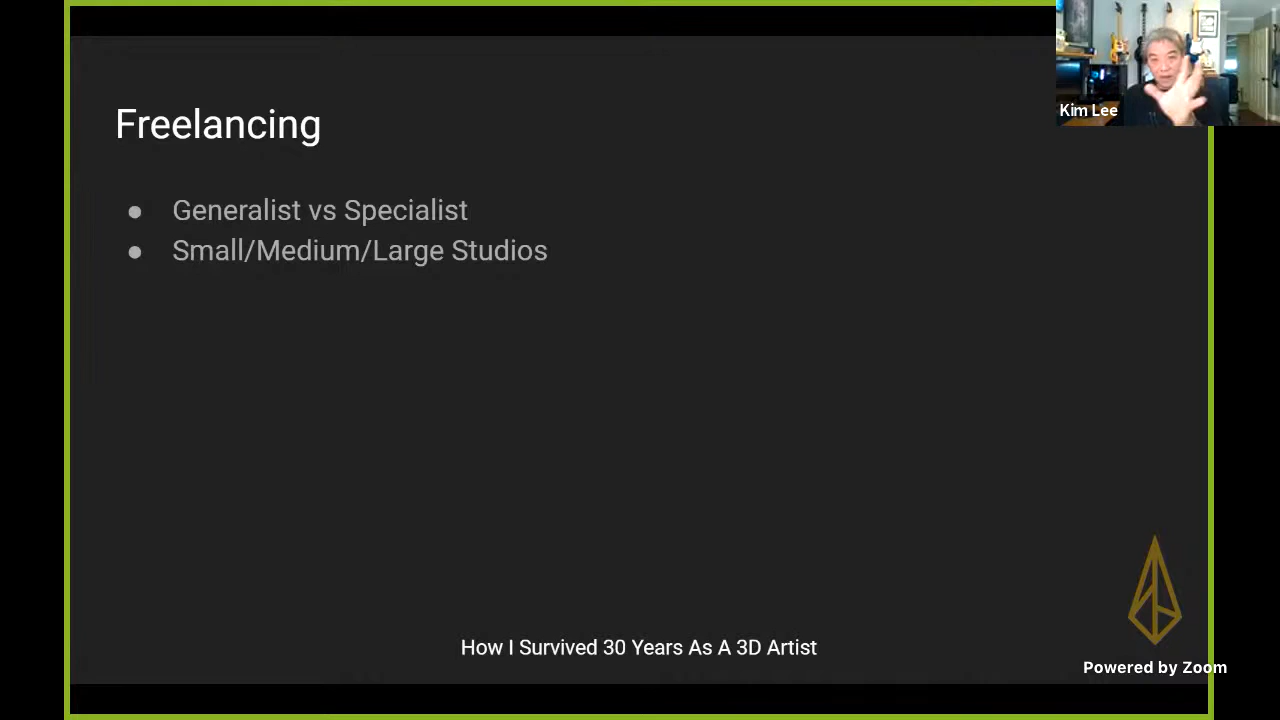 Freelancing
● Generalist vs Specialist
● Small/Medium/Large Studios
How I Survived 30 Years As A 3D Artist
Kim Lee
Powered by Zoom